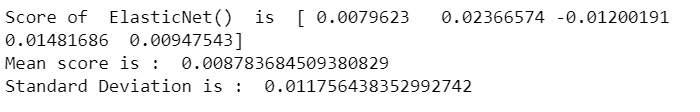 Score of  ElasticNet()  is  [ 0.0079623   0.02366574 -0.01200191
0.01481686  0.00947543]
Mean score is :  0.008783684509380829
Standard Deviation is :  0.011756438352992742